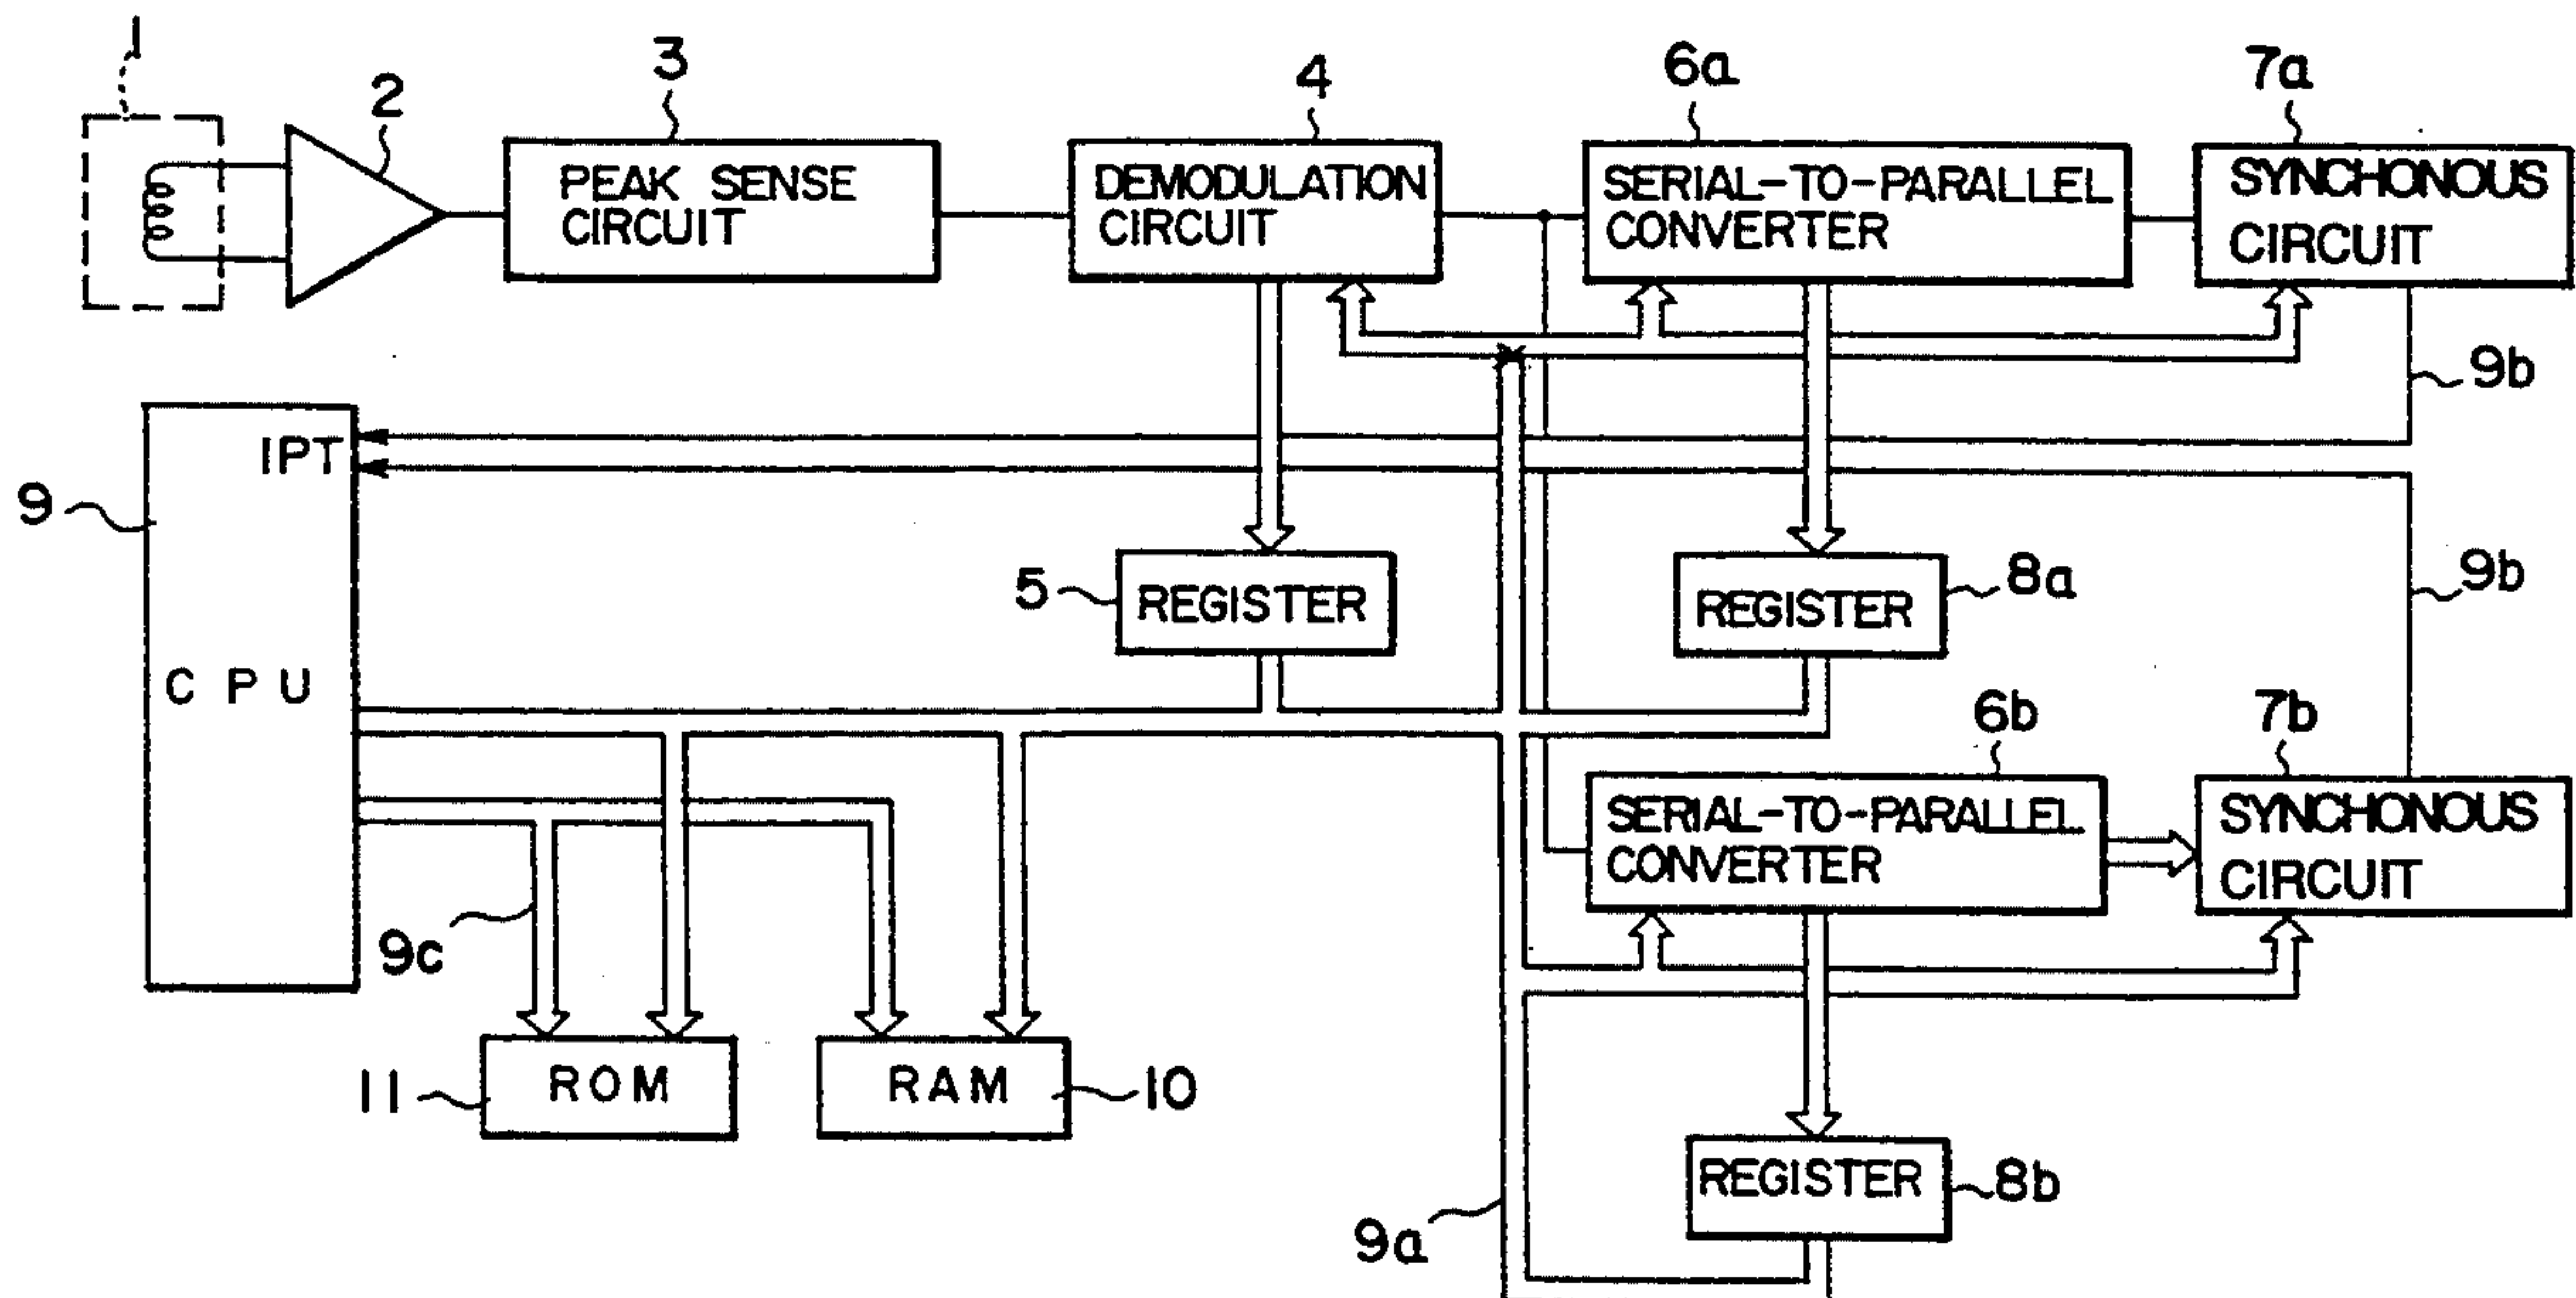 1
2
3
4
6a
7a
PEAK SENSE
CIRCUIT
DEMODULATION
CIRCUIT
SERIAL-TO-PARALLEL
CONVERTER
SYNCHONOUS
CIRCUIT
9b
IPT
9
CPU
5
REGISTER
REGISTER
8a
9b
6b
7b
SERIAL-TO-PARALLEL
CONVERTER
SYNCHONOUS
CIRCUIT
9c
11
ROM
RAM
10
REGISTER
8b
9a